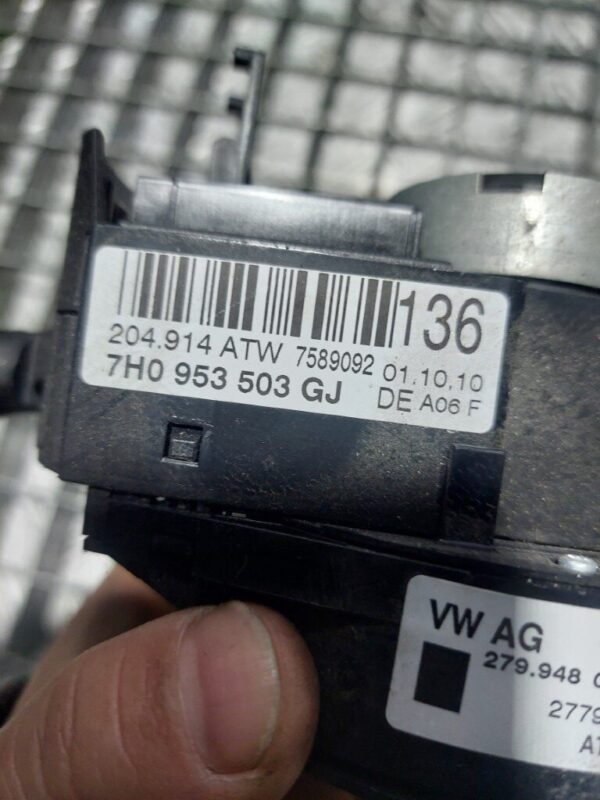 136
204.914 ATW 7589092 01.10.10
7H0 953 503 GJ DE A06 F
VW AG
279.948